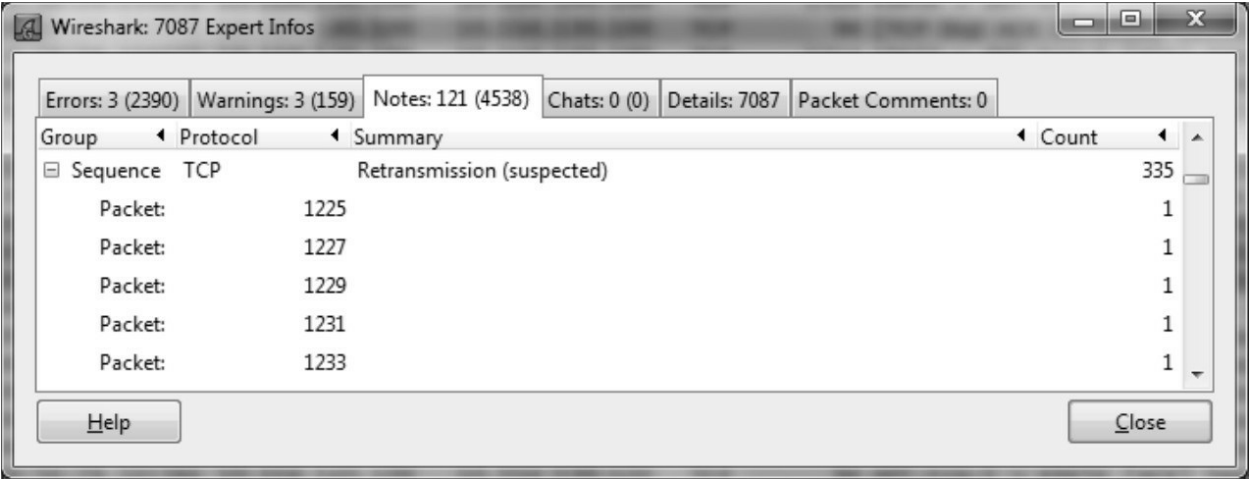 Wireshark: 7087 Expert Infos
Errors: 3 (2390) Warnings: 3 (159) Notes: 121 (4538) Chats: 0 (0) Details: 7087 Packet Comments: 0
Group Protocol Summary Count
Sequence TCP Retransmission (suspected) 335
Packet: 1225 1
Packet: 1227 1
Packet: 1229 1
Packet: 1231 1
Packet: 1233 1
Help Close